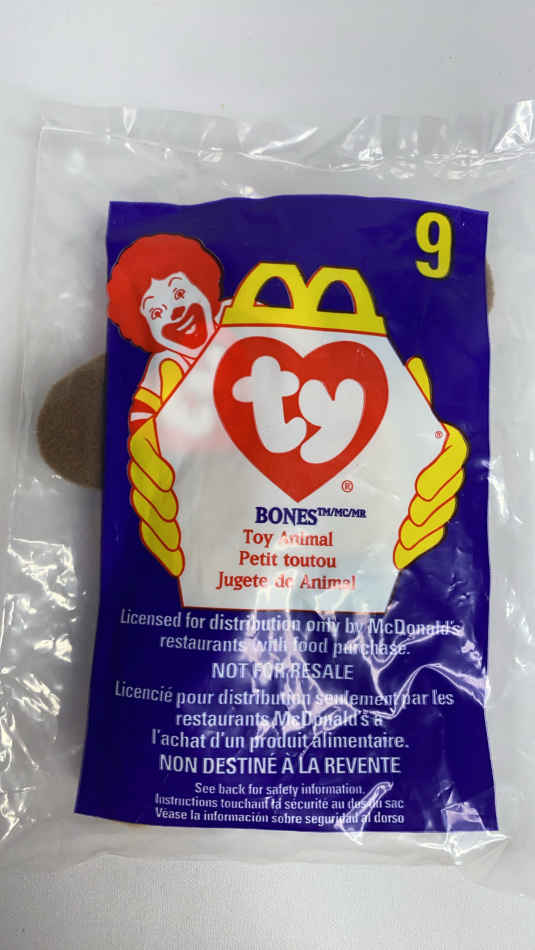 9
ty
®
®
BONES™/MC/MR
Toy Animal
Petit toutou
Jugete de Animal
Licensed for distribution only by McDonald's
restaurants with food purchase.
NOT FOR RESALE
Licencié pour distribution seulement par les
restaurants McDonald's à
l'achat d'un produit alimentaire.
NON DESTINÉ À LA REVENTE
See back for safety information.
Instructions touchant la sécurité au dos du sac
Véase la información sobre seguridad al dorso